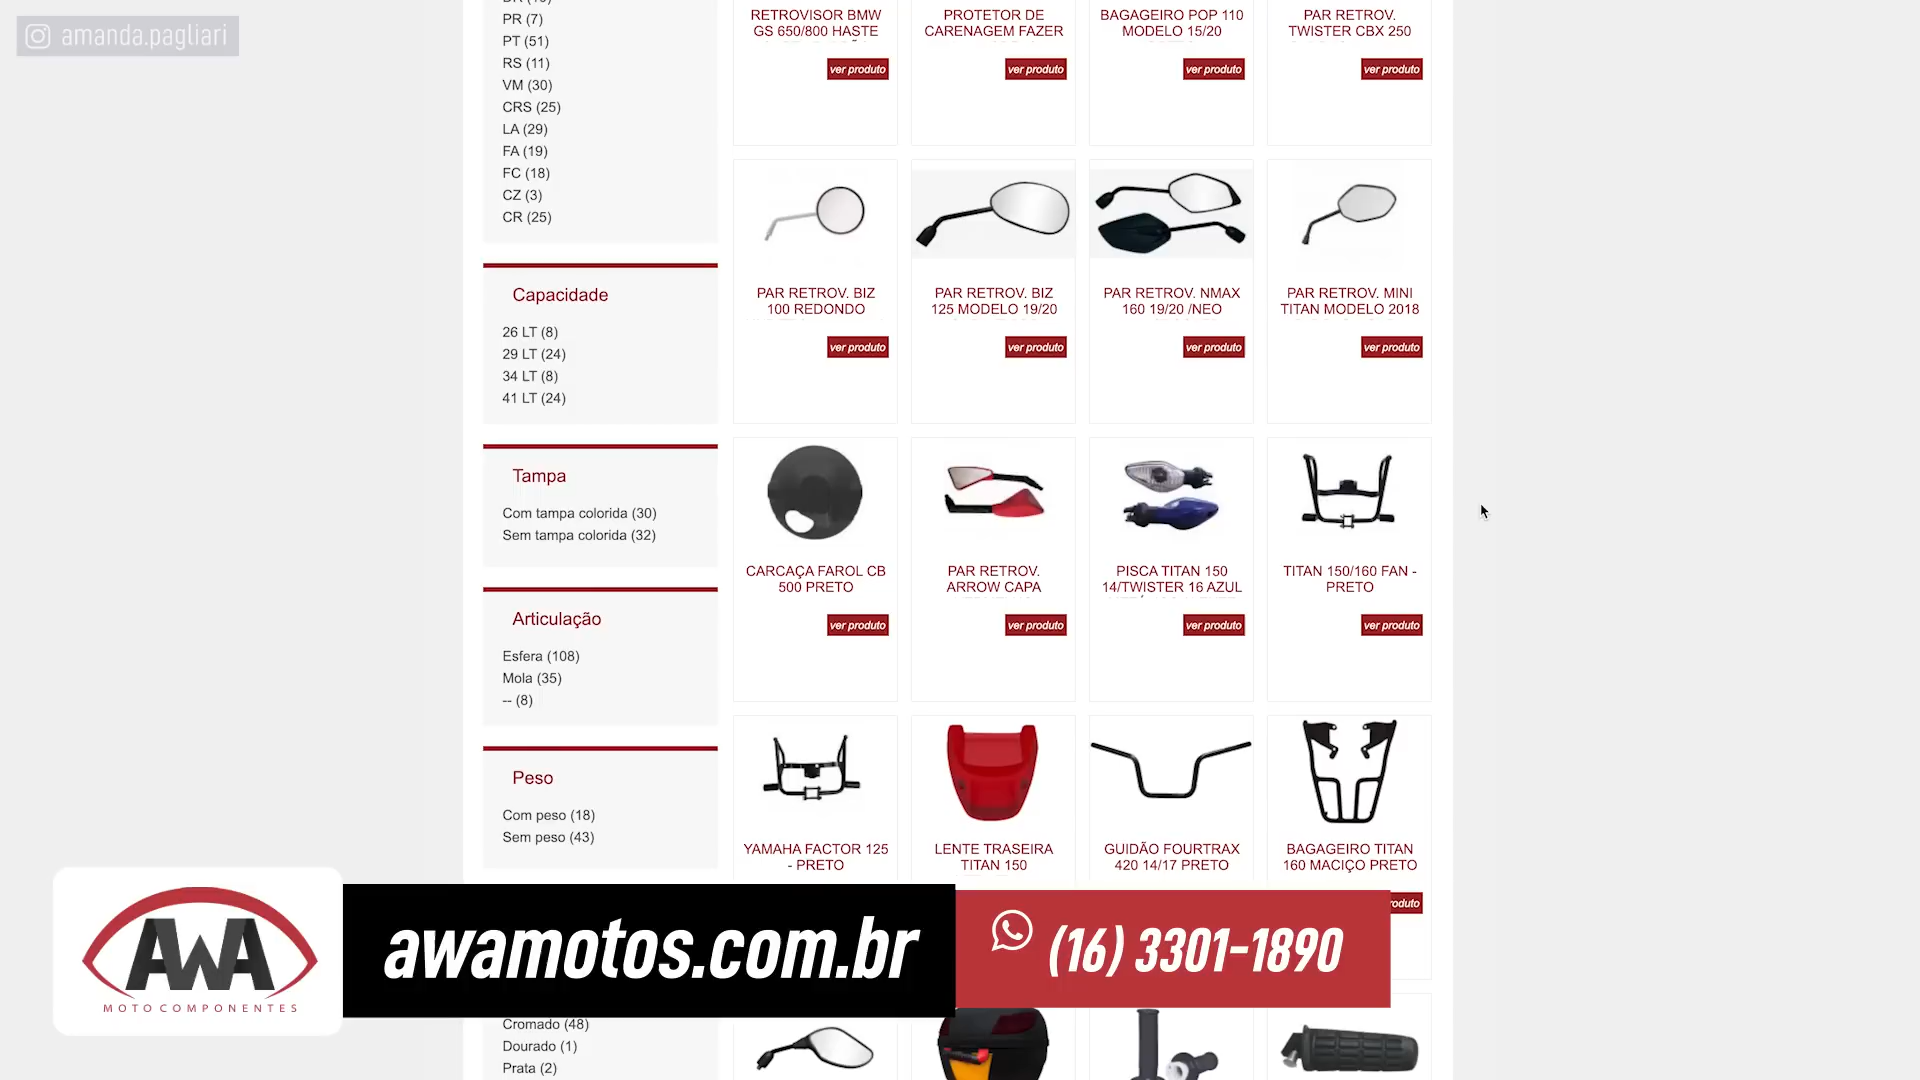 amanda.pagliari
PR (7)
PT (51)
RS (11)
VM (30)
CRS (25)
LA (29)
FA (19)
FC (18)
CZ (3)
CR (25)
Capacidade
26 LT (8)
29 LT (24)
34 LT (8)
41 LT (24)
Tampa
Com tampa colorida (30)
Sem tampa colorida (32)
Articulação
Esfera (108)
Mola (35)
-- (8)
Peso
Com peso (18)
Sem peso (43)
Cromado (48)
Dourado (1)
Prata (2)
RETROVISOR BMW
GS 650/800 HASTE
ver produto
PROTETOR DE
CARENAGEM FAZER
ver produto
BAGAGEIRO POP 110
MODELO 15/20
ver produto
PAR RETROV.
TWISTER CBX 250
ver produto
PAR RETROV. BIZ
100 REDONDO
ver produto
PAR RETROV. BIZ
125 MODELO 19/20
ver produto
PAR RETROV. NMAX
160 19/20 /NEO
ver produto
PAR RETROV. MINI
TITAN MODELO 2018
ver produto
CARCAÇA FAROL CB
500 PRETO
ver produto
PAR RETROV.
ARROW CAPA
ver produto
PISCA TITAN 150
14/TWISTER 16 AZUL
ver produto
TITAN 150/160 FAN -
PRETO
ver produto
YAMAHA FACTOR 125
- PRETO
LENTE TRASEIRA
TITAN 150
GUIDÃO FOURTRAX
420 14/17 PRETO
BAGAGEIRO TITAN
160 MACIÇO PRETO
roduto
AWA
MOTO COMPONENTES
awamotos.com.br
(16) 3301-1890